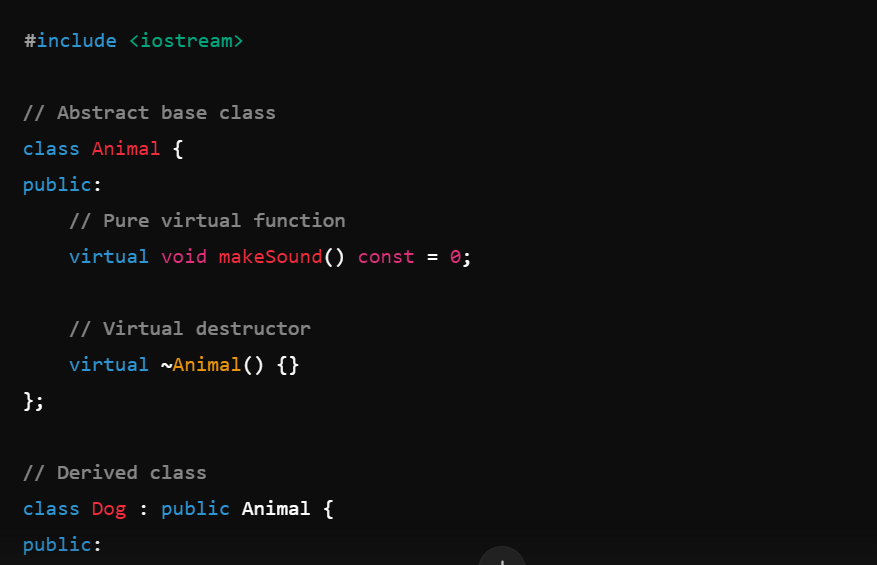 #include <iostream>

// Abstract base class
class Animal {
public:
    // Pure virtual function
    virtual void makeSound() const = 0;

    // Virtual destructor
    virtual ~Animal() {}
};

// Derived class
class Dog : public Animal {
public: